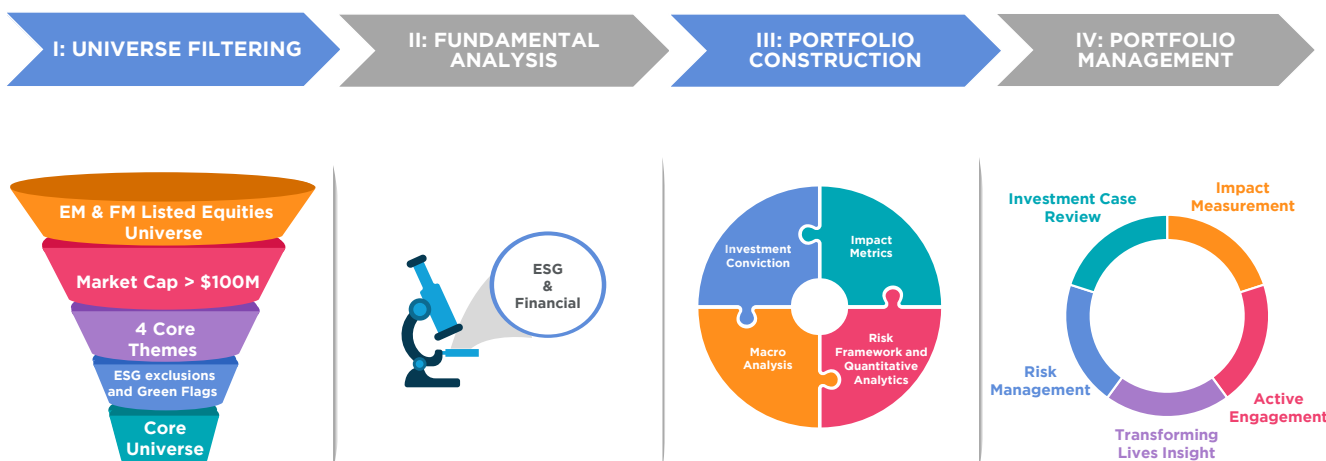 I: UNIVERSE FILTERING
II: FUNDAMENTAL
ANALYSIS
III: PORTFOLIO
CONSTRUCTION
IV: PORTFOLIO
MANAGEMENT
EM & FM Listed Equities
Universe
Market Cap > $100M
4 Core
Themes
ESG exclusions
and Green Flags
Core
Universe
ESG
&
Financial
Investment
Conviction
Impact
Metrics
Macro
Analysis
Risk
Framework and
Quantitative
Analytics
Investment Case
Review
Impact
Measurement
Risk
Management
Active
Engagement
Transforming
Lives Insight